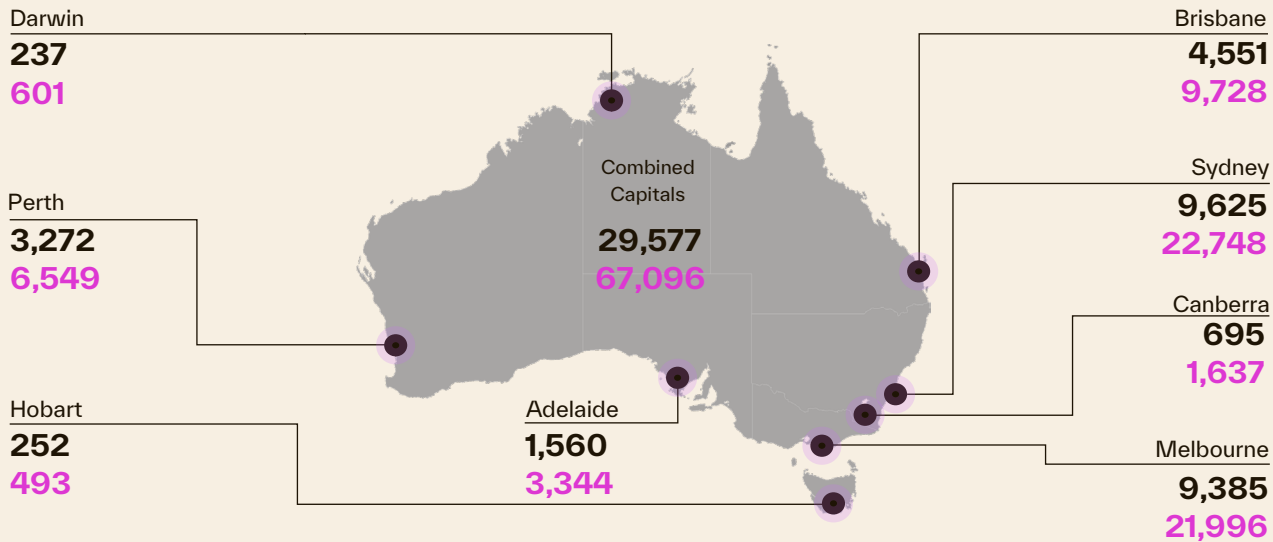 Darwin
237
601
Brisbane
4,551
9,728
Combined
Capitals
29,577
67,096
Sydney
9,625
22,748
Perth
3,272
6,549
Canberra
695
1,637
Hobart
252
493
Adelaide
1,560
3,344
Melbourne
9,385
21,996